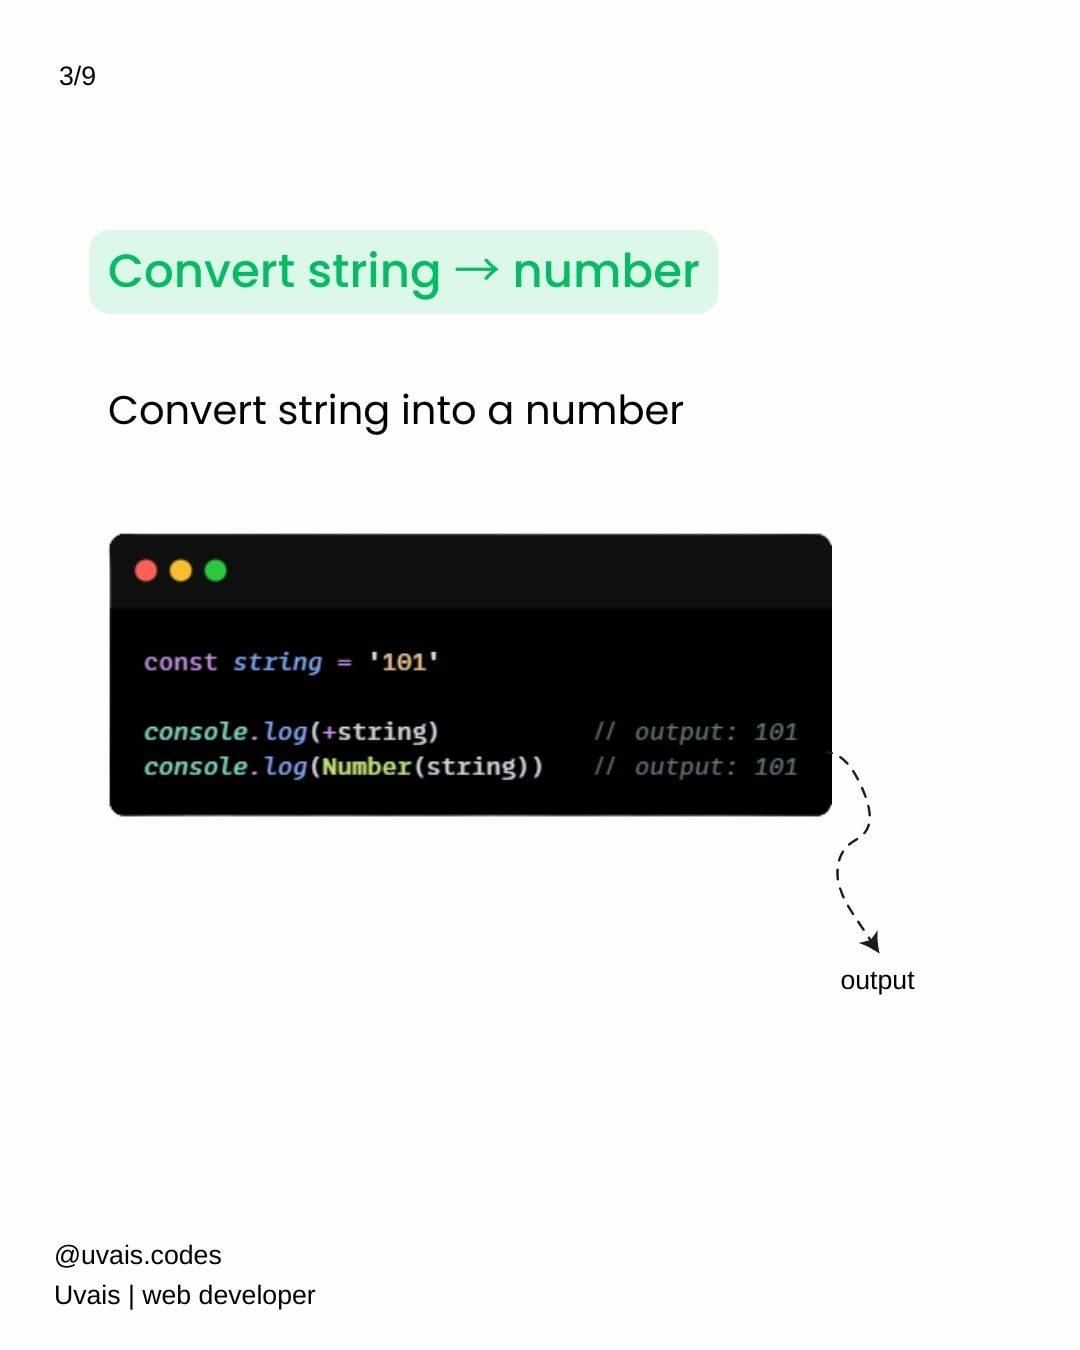 3/9
Convert string → number
Convert string into a number
const string = '101'
console.log(+string) // output: 101
console.log(Number(string)) // output: 101
output
@uvais.codes
Uvais | web developer